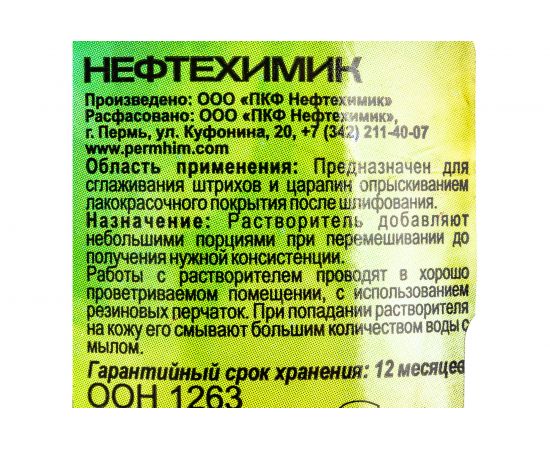 НЕФТЕХИМИК
Произведено: ООО «ПКФ Нефтехимик»
Расфасовано: ООО «ПКФ Нефтехимик»,
г. Пермь, ул. Куфонина, 20, +7 (342) 211-40-07
www.permhim.com
Область применения: Предназначен для
сглаживания штрихов и царапин опрыскиванием
лакокрасочного покрытия после шлифования.
Назначение: Растворитель добавляют
небольшими порциями при перемешивании до
получения нужной консистенции.
Работы с растворителем проводят в хорошо
проветриваемом помещении, с использованием
резиновых перчаток. При попадании растворителя
на кожу его смывают большим количеством воды с
мылом.
Гарантийный срок хранения: 12 месяцев
ООН 1263